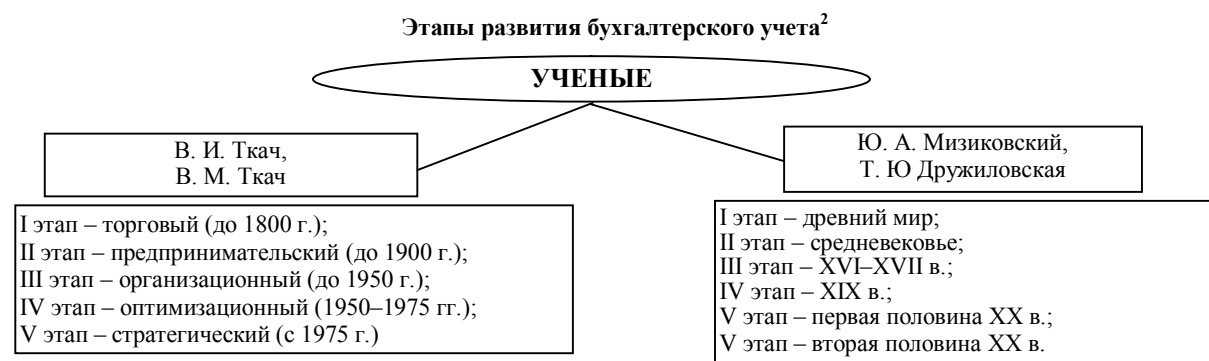 Этапы развития бухгалтерского учета²
УЧЕНЫЕ
В. И. Ткач,
В. М. Ткач
I этап – торговый (до 1800 г.);
II этап – предпринимательский (до 1900 г.);
III этап – организационный (до 1950 г.);
IV этап – оптимизационный (1950–1975 гг.);
V этап – стратегический (с 1975 г.)
Ю. А. Мизиковский,
Т. Ю Дружиловская
I этап – древний мир;
II этап – средневековье;
III этап – XVI–XVII в.;
IV этап – XIX в.;
V этап – первая половина XX в.;
V этап – вторая половина XX в.